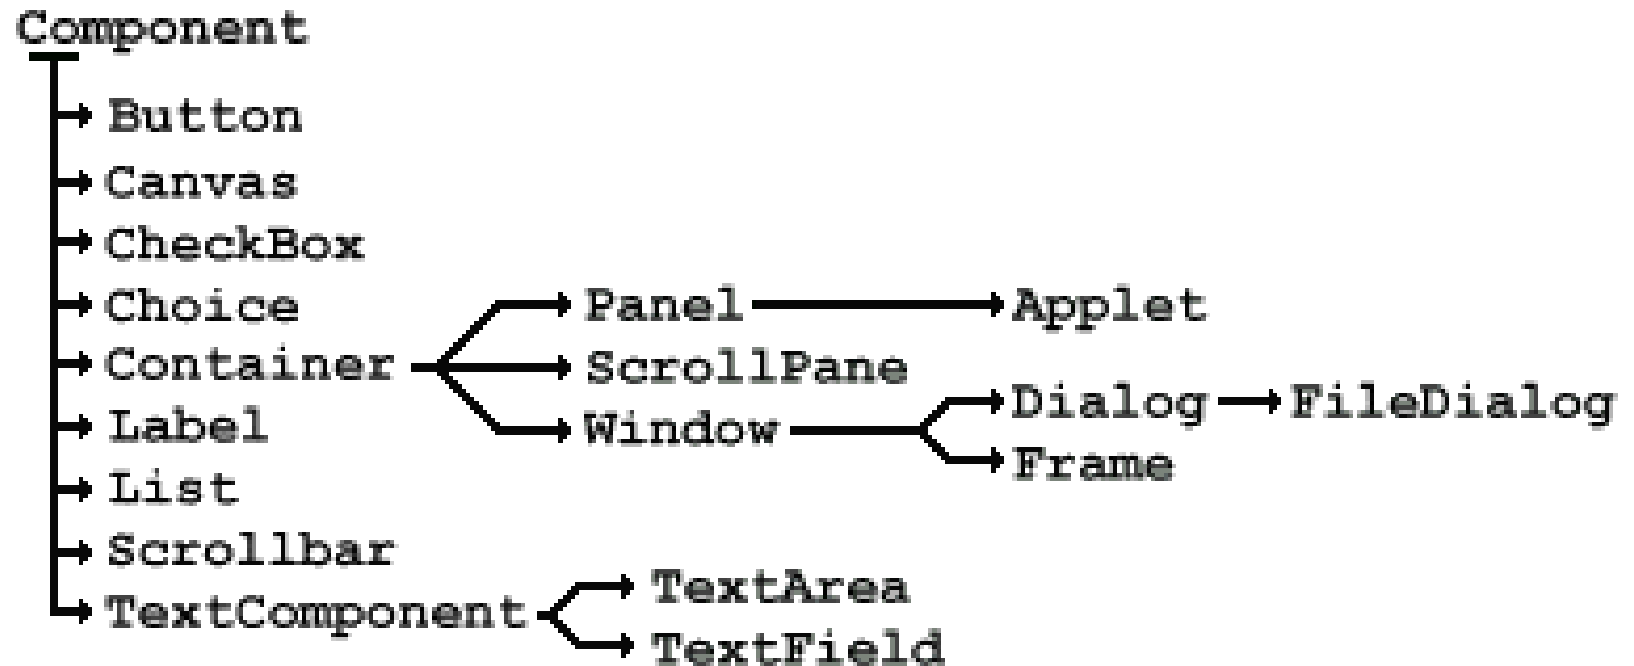 Component
Button
Canvas
CheckBox
Choice
Panel
Applet
Container
ScrollPane
Dialog
FileDialog
Label
Window
Frame
List
Scrollbar
TextArea
TextComponent
TextField